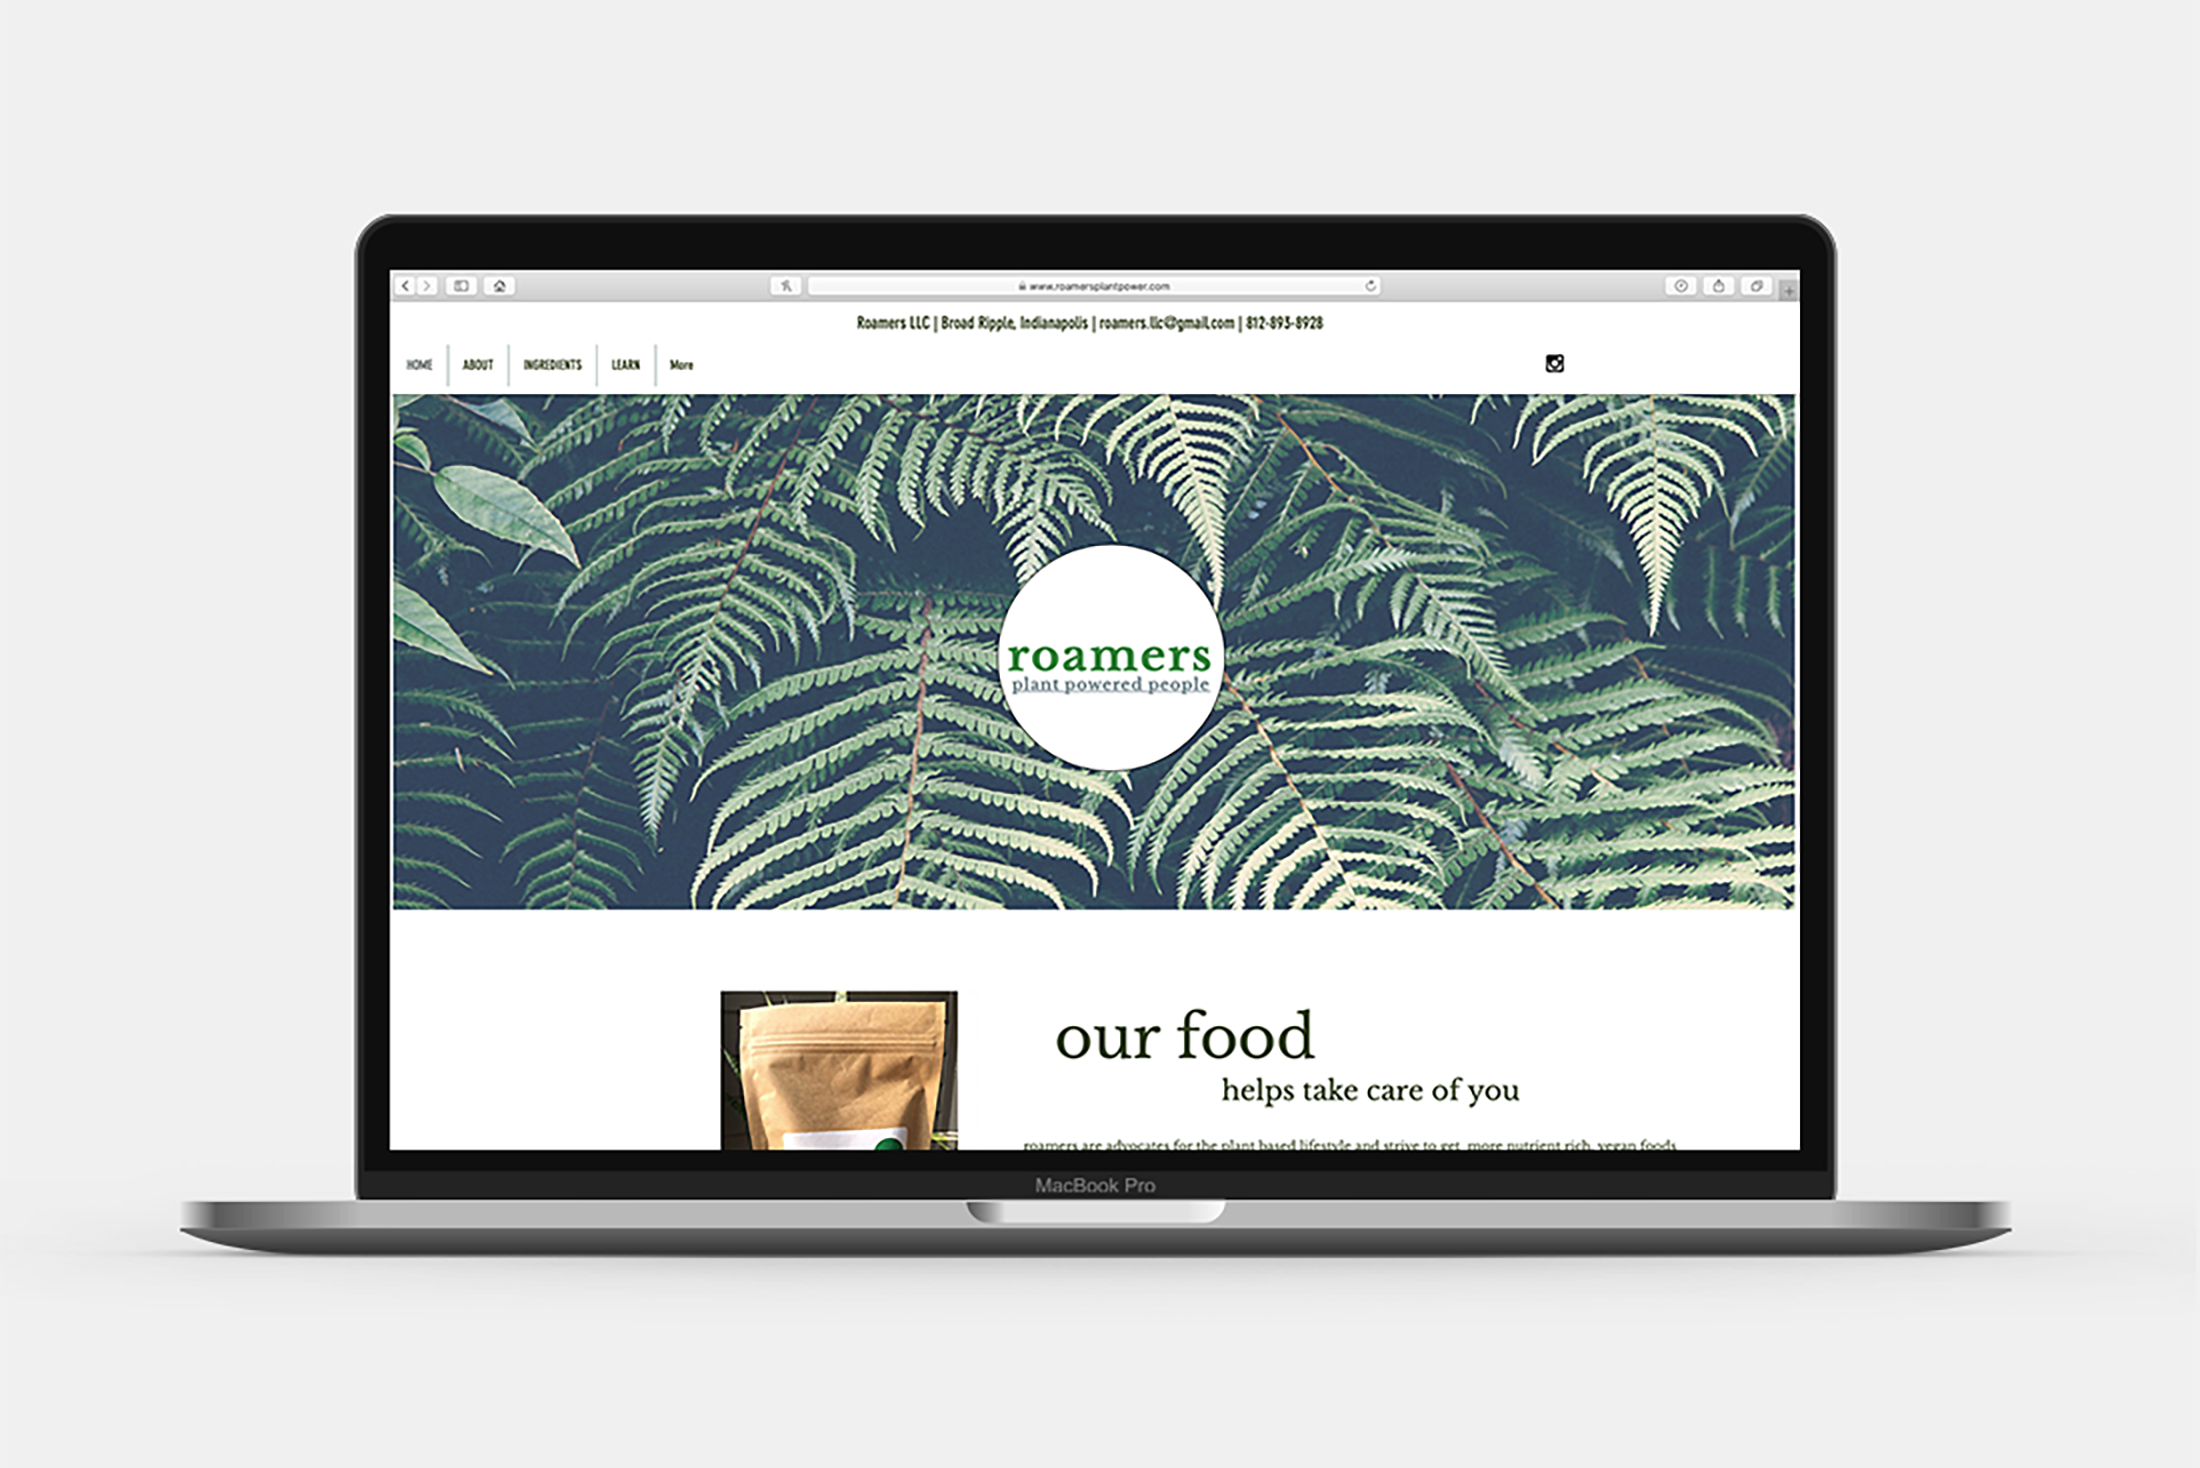 www.roamersplantpower.com
Roamers LLC | Broad Ripple, Indianapolis | roamers.llc@gmail.com | 812-893-8928
HOME ABOUT INGREDIENTS LEARN More
roamers
plant powered people
our food
helps take care of you
roamers are advocates for the plant based lifestyle and strive to get more nutrient rich, vegan foods
MacBook Pro